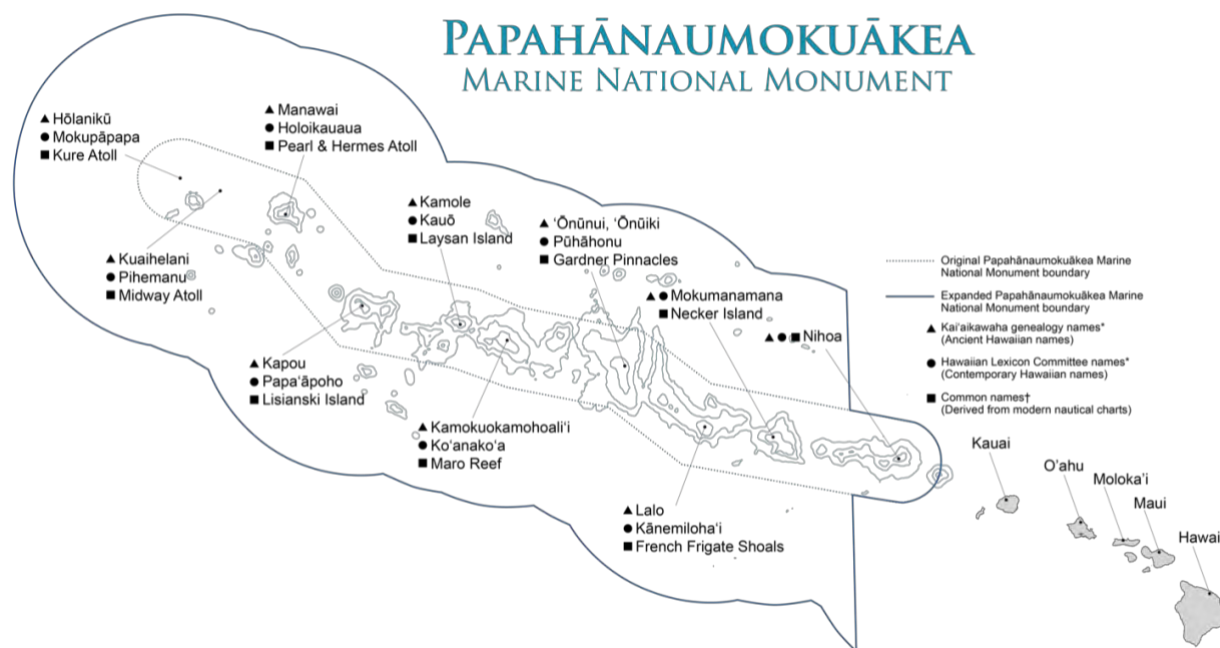 PAPAHĀNAUMOKUĀKEA
MARINE NATIONAL MONUMENT
▲ Hōlanikū
● Mokupāpapa
■ Kure Atoll
▲ Manawai
● Holoikauaua
■ Pearl & Hermes Atoll
▲ Kuaihelani
● Pihemanu
■ Midway Atoll
▲ Kamole
● Kauō
■ Laysan Island
▲ ʻŌnūnui, ʻŌnūiki
● Pūhāhonu
■ Gardner Pinnacles
▲ ● Mokumanamana
■ Necker Island
▲ ● ■ Nihoa
▲ Kapou
● Papaʻāpoho
■ Lisianski Island
▲ Kamokuokamohoaliʻi
● Koʻanakoʻa
■ Maro Reef
▲ Lalo
● Kānemilohaʻi
■ French Frigate Shoals
Original Papahānaumokuākea Marine
National Monument boundary
Expanded Papahānaumokuākea Marine
National Monument boundary
▲ Kaiʻaikawaha genealogy names*
(Ancient Hawaiian names)
● Hawaiian Lexicon Committee names*
(Contemporary Hawaiian names)
■ Common names†
(Derived from modern nautical charts)
Kauai
O'ahu
Moloka'i
Maui
Hawai